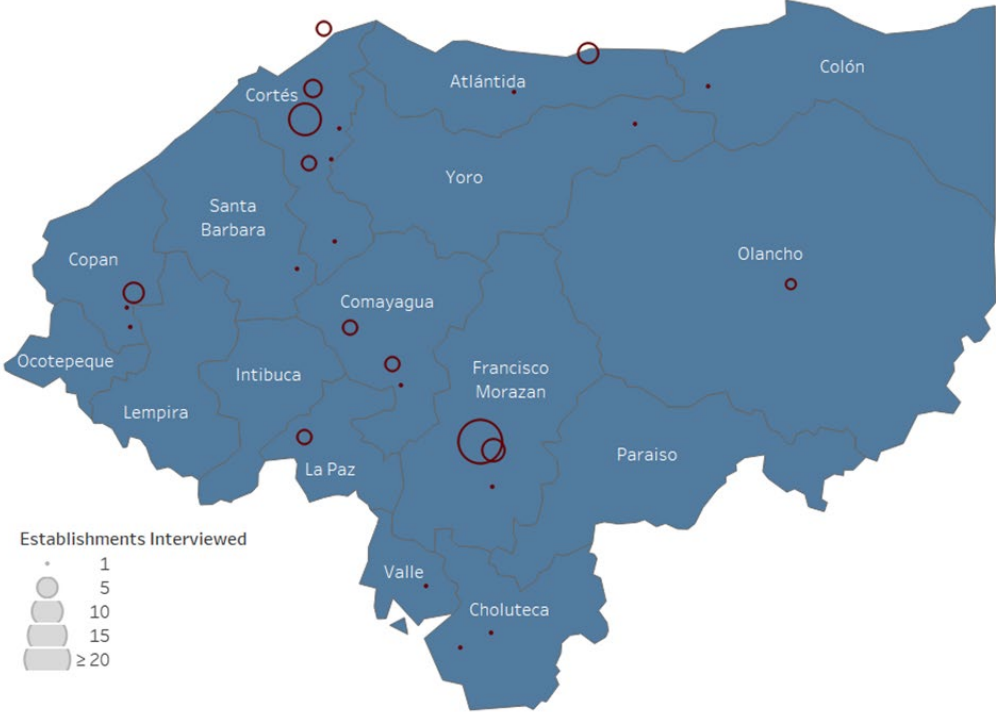 Colón
Atlántida
Cortés
Yoro
Santa
Barbara
Olancho
Copan
Comayagua
Ocotepeque
Francisco
Morazan
Intibuca
Lempira
Paraiso
La Paz
Establishments Interviewed
1
5
10
15
≥ 20
Valle
Choluteca